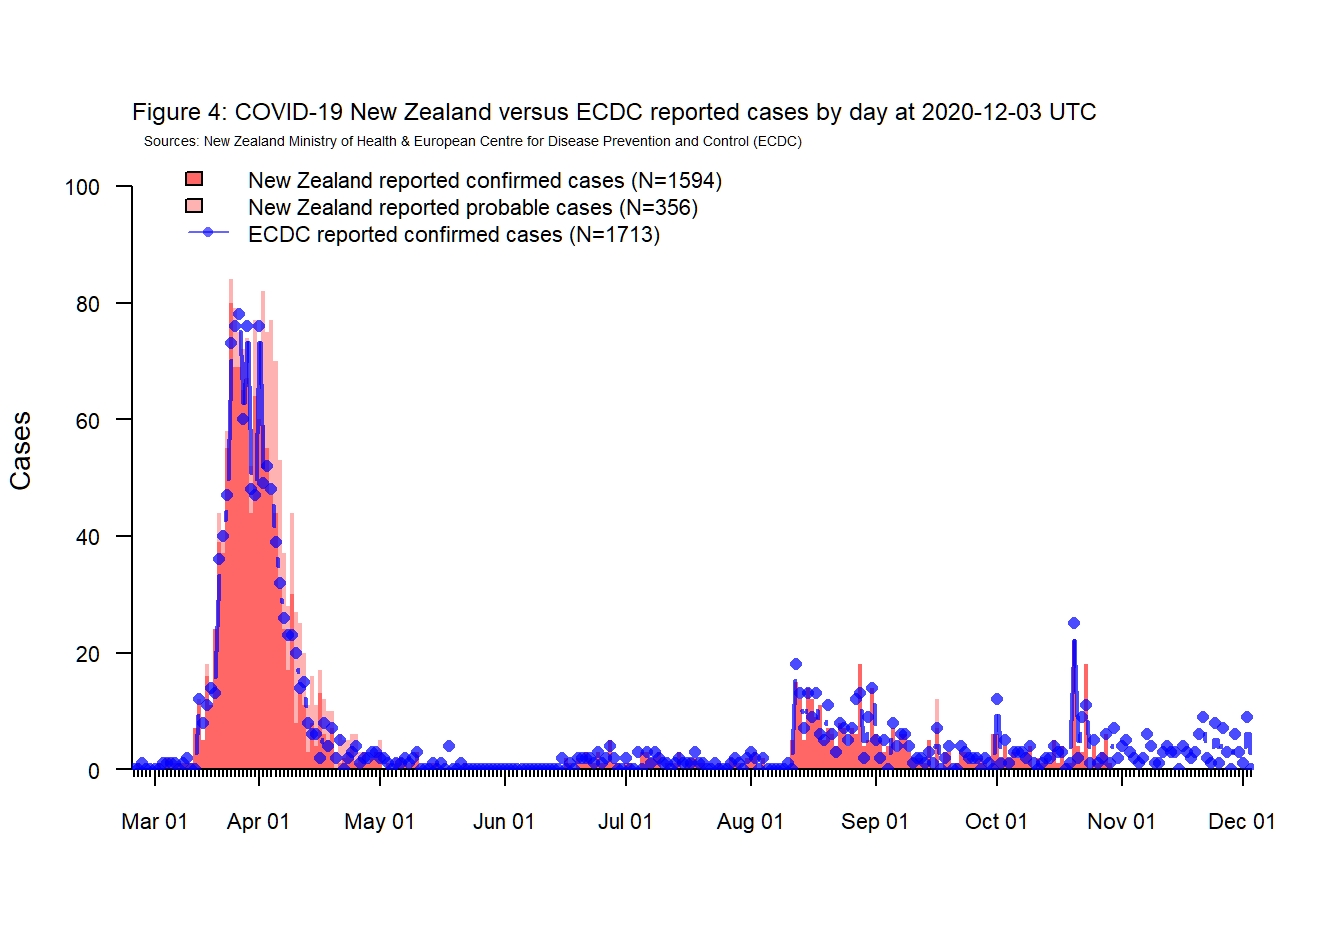 Figure 4: COVID-19 New Zealand versus ECDC reported cases by day at 2020-12-03 UTC
Sources: New Zealand Ministry of Health & European Centre for Disease Prevention and Control (ECDC)
New Zealand reported confirmed cases (N=1594)
New Zealand reported probable cases (N=356)
ECDC reported confirmed cases (N=1713)
Cases
100
80
60
40
20
0
Mar 01 Apr 01 May 01 Jun 01 Jul 01 Aug 01 Sep 01 Oct 01 Nov 01 Dec 01